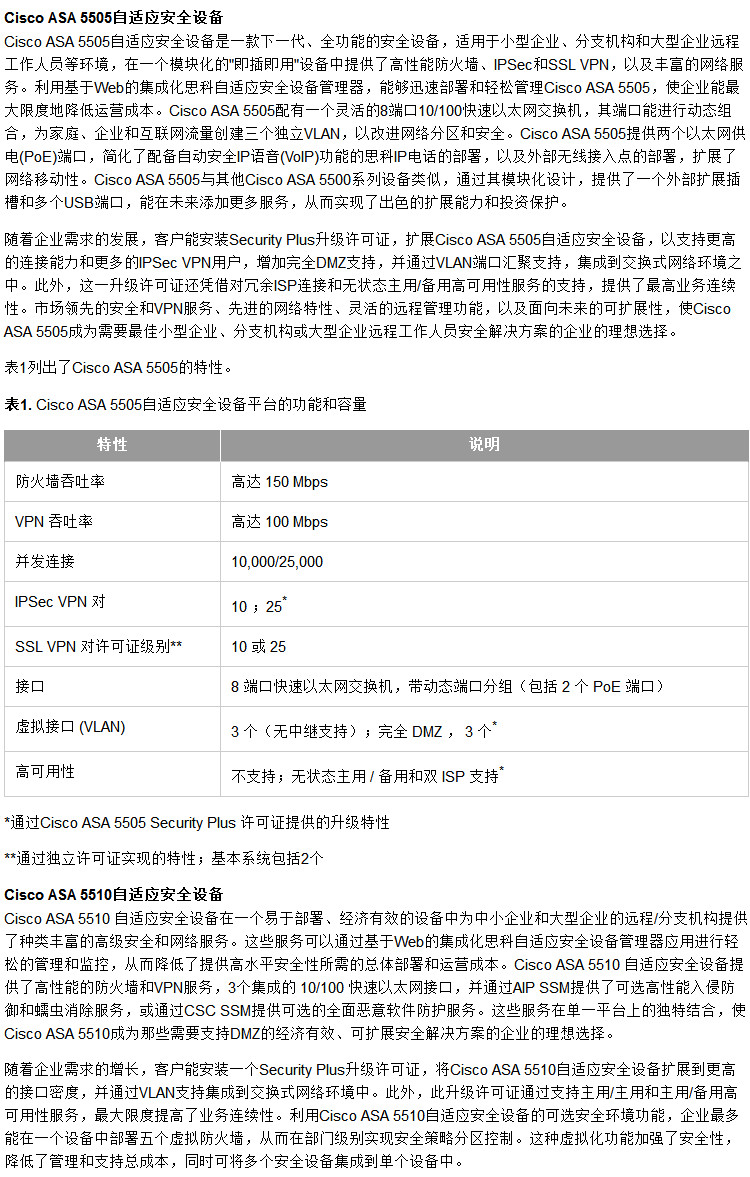 Cisco ASA 5505自适应安全设备
Cisco ASA 5505自适应安全设备是一款下一代、全功能的安全设备，适用于小型企业、分支机构和大型企业远程
工作人员等环境，在一个模块化的"即插即用"设备中提供了高性能防火墙、IPSec和SSL VPN，以及丰富的网络服
务。利用基于Web的集成化思科自适应安全设备管理器，能够迅速部署和轻松管理Cisco ASA 5505，使企业能最
大限度地降低运营成本。Cisco ASA 5505配有一个灵活的8端口10/100快速以太网交换机，其端口能进行动态组
合，为家庭、企业和互联网流量创建三个独立VLAN，以改进网络分区和安全。Cisco ASA 5505提供两个以太网供
电(PoE)端口，简化了配备自动安全IP语音(VoIP)功能的思科IP电话的部署，以及外部无线接入点的部署，扩展了
网络移动性。Cisco ASA 5505与其他Cisco ASA 5500系列设备类似，通过其模块化设计，提供了一个外部扩展插
槽和多个USB端口，能在未来添加更多服务，从而实现了出色的扩展能力和投资保护。
随着企业需求的发展，客户能安装Security Plus升级许可证，扩展Cisco ASA 5505自适应安全设备，以支持更高
的连接能力和更多的IPSec VPN用户，增加完全DMZ支持，并通过VLAN端口汇聚支持，集成到交换式网络环境之
中。此外，这一升级许可证还凭借对冗余ISP连接和无状态主用/备用高可用性服务的支持，提供了最高业务连续
性。市场领先的安全和VPN服务、先进的网络特性、灵活的远程管理功能，以及面向未来的可扩展性，使Cisco
ASA 5505成为需要最佳小型企业、分支机构或大型企业远程工作人员安全解决方案的企业的理想选择。
表1列出了Cisco ASA 5505的特性。
表1. Cisco ASA 5505自适应安全设备平台的功能和容量
特性 说明
防火墙吞吐率 高达 150 Mbps
VPN 吞吐率 高达 100 Mbps
并发连接 10,000/25,000
IPSec VPN 对 10 ；25*
SSL VPN 对许可证级别** 10 或 25
接口 8 端口快速以太网交换机，带动态端口分组（包括 2 个 PoE 端口）
虚拟接口 (VLAN) 3 个（无中继支持）；完全 DMZ ， 3 个*
高可用性 不支持；无状态主用 / 备用和双 ISP 支持*
*通过Cisco ASA 5505 Security Plus 许可证提供的升级特性
**通过独立许可证实现的特性；基本系统包括2个
Cisco ASA 5510自适应安全设备
Cisco ASA 5510 自适应安全设备在一个易于部署、经济有效的设备中为中小企业和大型企业的远程/分支机构提供
了种类丰富的高级安全和网络服务。这些服务可以通过基于Web的集成化思科自适应安全设备管理器应用进行轻
松的管理和监控，从而降低了提供高水平安全性所需的总体部署和运营成本。Cisco ASA 5510 自适应安全设备提
供了高性能的防火墙和VPN服务，3个集成的 10/100 快速以太网接口，并通过AIP SSM提供了可选高性能入侵防
御和蠕虫消除服务，或通过CSC SSM提供可选的全面恶意软件防护服务。这些服务在单一平台上的独特结合，使
Cisco ASA 5510成为那些需要支持DMZ的经济有效、可扩展安全解决方案的企业的理想选择。
随着企业需求的增长，客户能安装一个Security Plus升级许可证，将Cisco ASA 5510自适应安全设备扩展到更高
的接口密度，并通过VLAN支持集成到交换式网络环境中。此外，此升级许可证通过支持主用/主用和主用/备用高
可用性服务，最大限度提高了业务连续性。利用Cisco ASA 5510自适应安全设备的可选安全环境功能，企业最多
能在一个设备中部署五个虚拟防火墙，从而在部门级别实现安全策略分区控制。这种虚拟化功能加强了安全性，
降低了管理和支持总成本，同时可将多个安全设备集成到单个设备中。